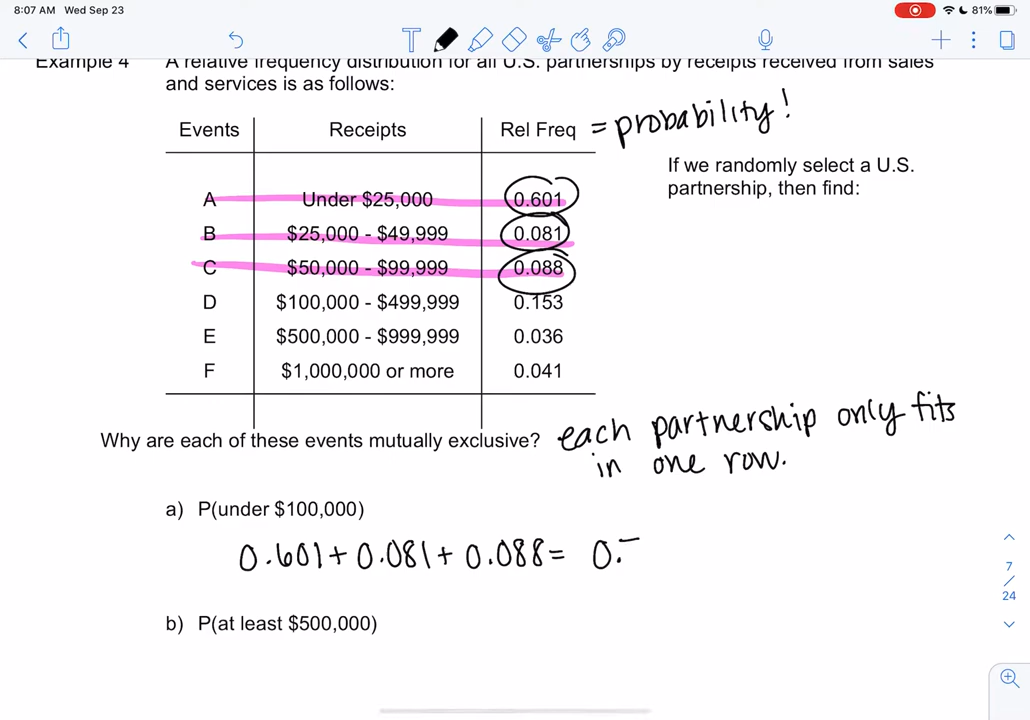 8:07 AM Wed Sep 23
81%
Example 4 A relative frequency distribution for all U.S. partnerships by receipts received from sales
and services is as follows:
Events Receipts Rel Freq = probability!
If we randomly select a U.S.
partnership, then find:
A Under $25,000 0.601
B $25,000 - $49,999 0.081
C $50,000 - $99,999 0.088
D $100,000 - $499,999 0.153
E $500,000 - $999,999 0.036
F $1,000,000 or more 0.041
Why are each of these events mutually exclusive? each partnership only fits
in one row.
a) P(under $100,000)
0.601 + 0.081 + 0.088 = 0.
7
/
24
b) P(at least $500,000)